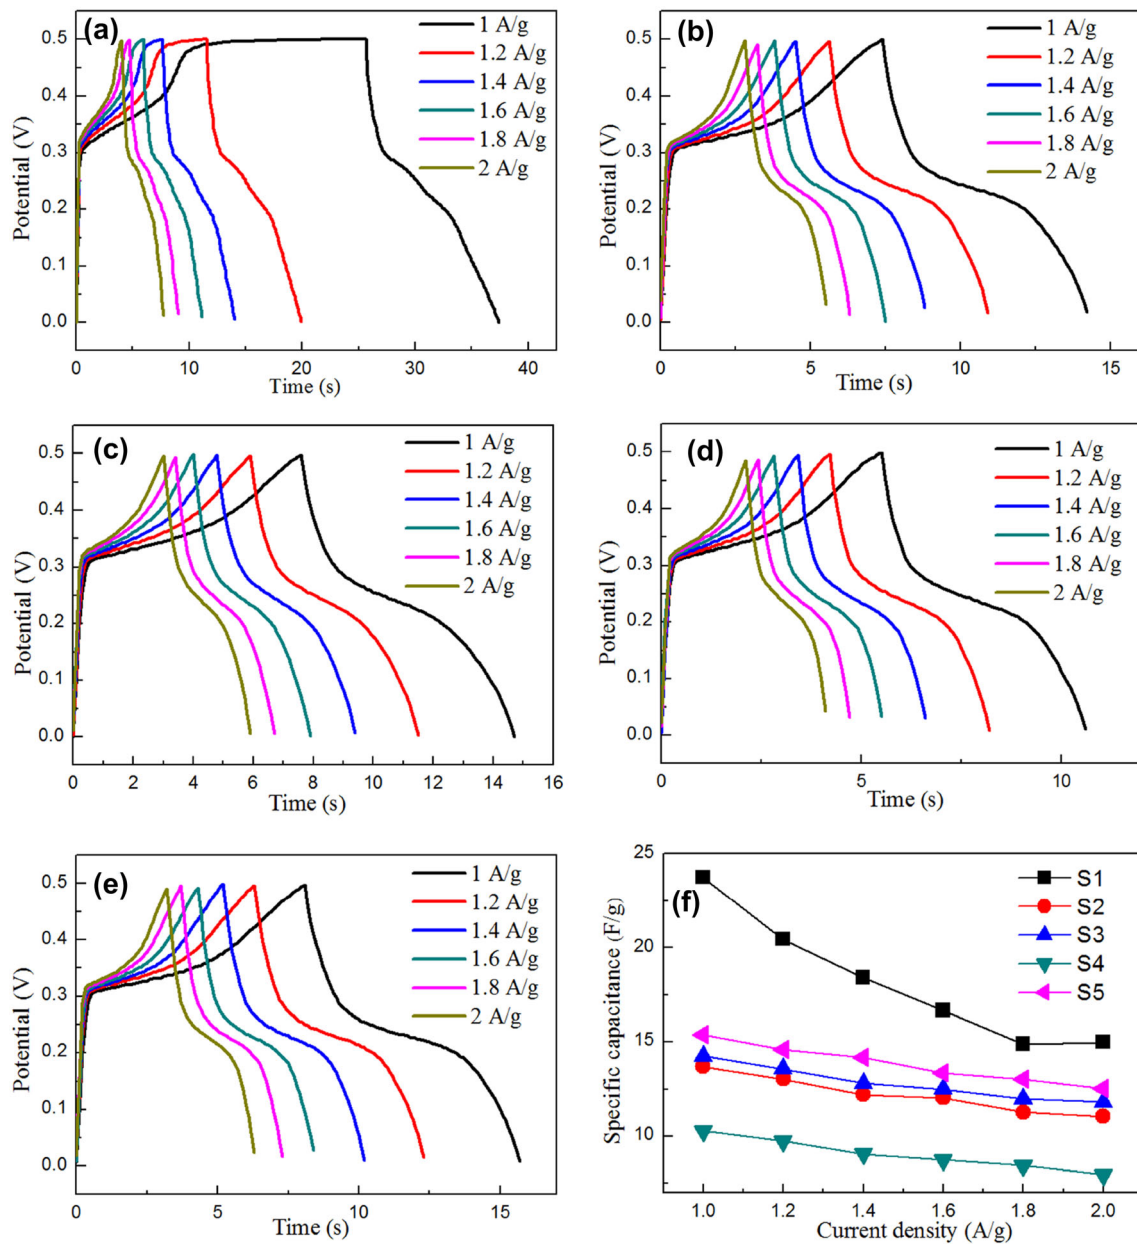 (a)
1 A/g
1.2 A/g
1.4 A/g
1.6 A/g
1.8 A/g
2 A/g
0.5
0.4
0.3
0.2
0.1
0.0
Potential (V)
0 10 20 30 40
Time (s)
(b)
1 A/g
1.2 A/g
1.4 A/g
1.6 A/g
1.8 A/g
2 A/g
0.5
0.4
0.3
0.2
0.1
0.0
Potential (V)
0 5 10 15
Time (s)
(c)
1 A/g
1.2 A/g
1.4 A/g
1.6 A/g
1.8 A/g
2 A/g
0.5
0.4
0.3
0.2
0.1
0.0
Potential (V)
0 2 4 6 8 10 12 14 16
Time (s)
(d)
1 A/g
1.2 A/g
1.4 A/g
1.6 A/g
1.8 A/g
2 A/g
0.5
0.4
0.3
0.2
0.1
0.0
Potential (V)
0 5 10
Time (s)
(e)
1 A/g
1.2 A/g
1.4 A/g
1.6 A/g
1.8 A/g
2 A/g
0.5
0.4
0.3
0.2
0.1
0.0
Potential (V)
0 5 10 15
Time (s)
(f)
S1
S2
S3
S4
S5
25
20
15
10
Specific capacitance (F/g)
1.0 1.2 1.4 1.6 1.8 2.0
Current density (A/g)